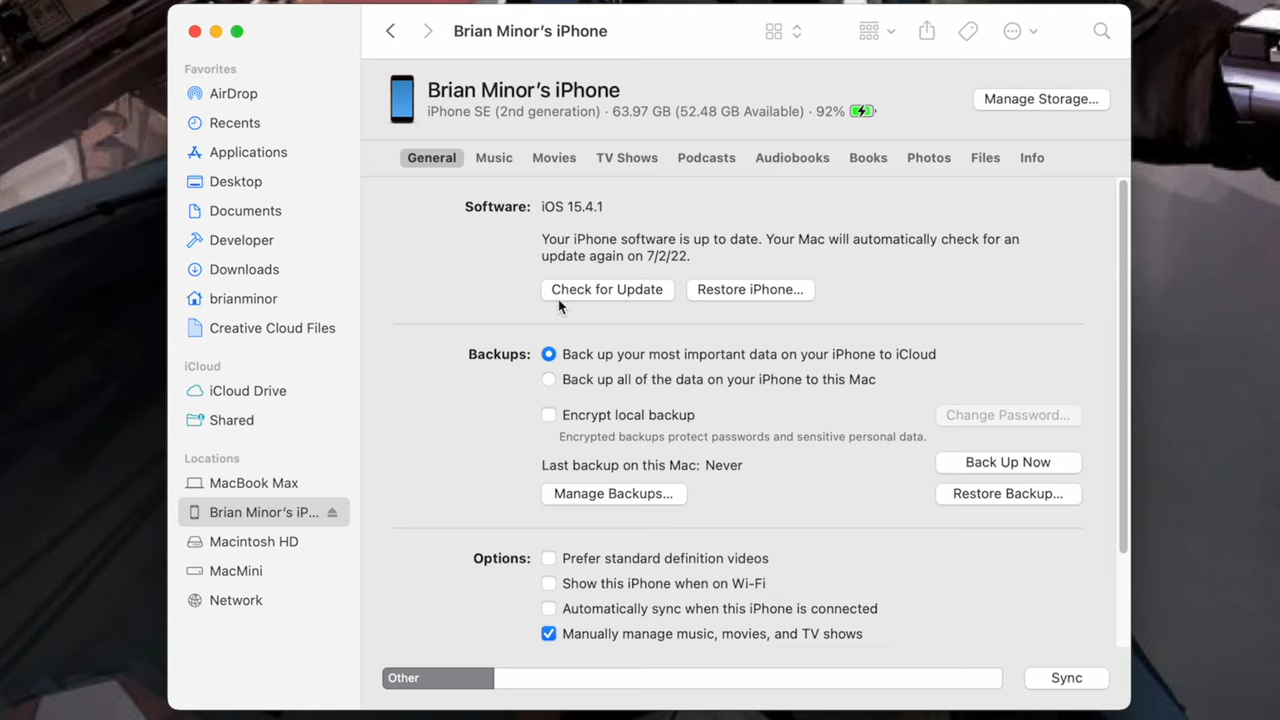 Brian Minor's iPhone
Favorites
AirDrop
Recents
Applications
Desktop
Documents
Developer
Downloads
brianminor
Creative Cloud Files
iCloud
iCloud Drive
Shared
Locations
MacBook Max
Brian Minor's iP...
Macintosh HD
MacMini
Network
Brian Minor's iPhone
iPhone SE (2nd generation) · 63.97 GB (52.48 GB Available) · 92%
Manage Storage...
General Music Movies TV Shows Podcasts Audiobooks Books Photos Files Info
Software: iOS 15.4.1
Your iPhone software is up to date. Your Mac will automatically check for an
update again on 7/2/22.
Check for Update Restore iPhone...
Backups: Back up your most important data on your iPhone to iCloud
Back up all of the data on your iPhone to this Mac
Encrypt local backup Change Password...
Encrypted backups protect passwords and sensitive personal data.
Last backup on this Mac: Never Back Up Now
Manage Backups... Restore Backup...
Options: Prefer standard definition videos
Show this iPhone when on Wi-Fi
Automatically sync when this iPhone is connected
Manually manage music, movies, and TV shows
Other Sync